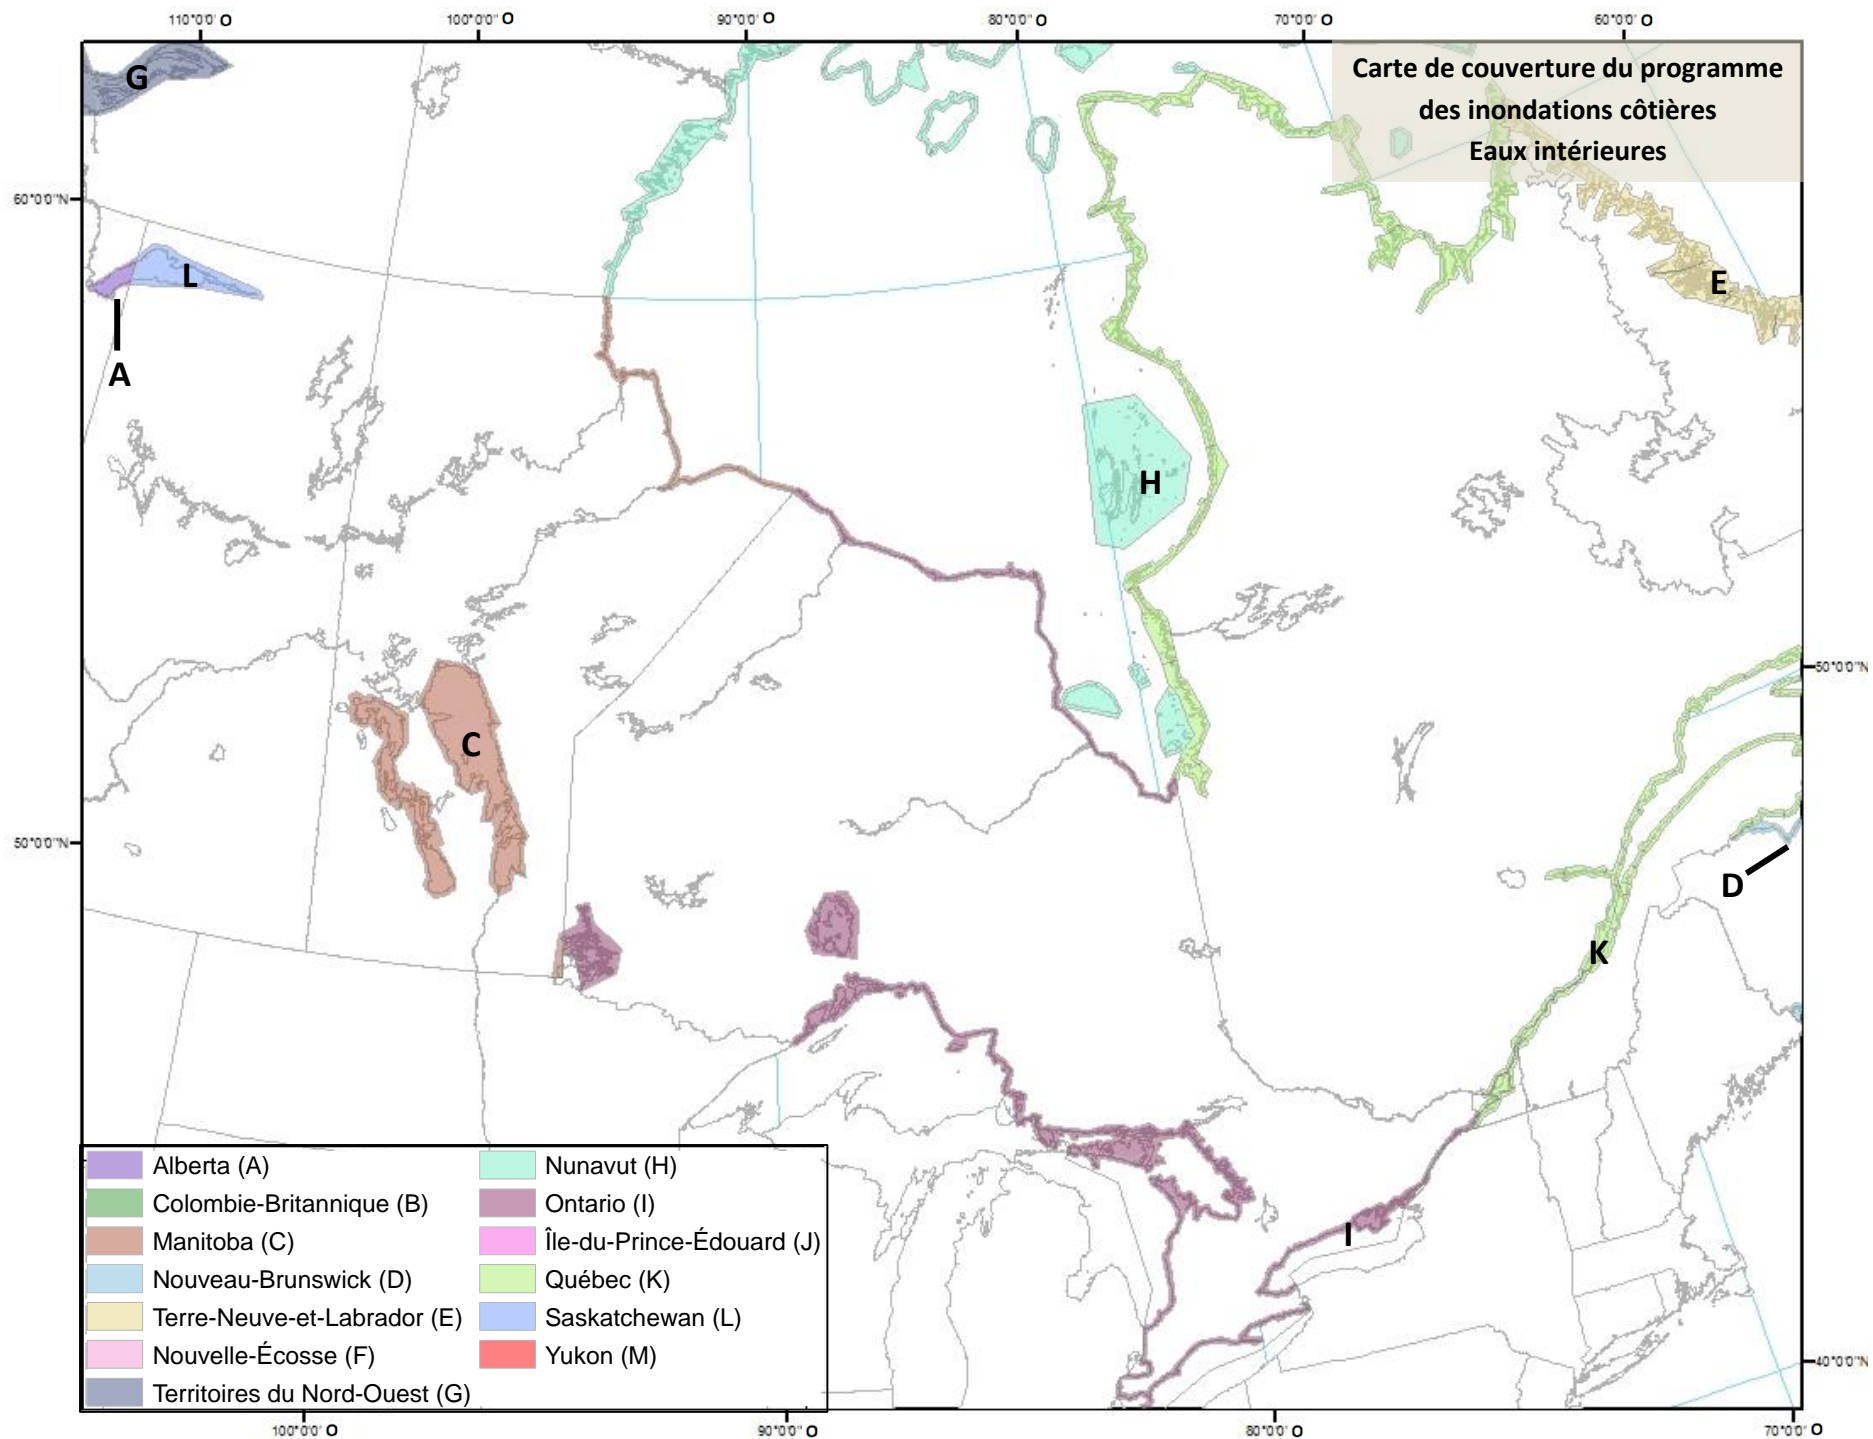 110°0'0" O
100°0'0" O
90°0'0" O
80°0'0" O
70°0'0" O
60°0'0" O
Carte de couverture du programme
des inondations côtières
Eaux intérieures
G
60°0'0"N
L
E
A
H
50°0'0"N
C
50°0'0"N
D
K
I
Alberta (A)
Colombie-Britannique (B)
Manitoba (C)
Nouveau-Brunswick (D)
Terre-Neuve-et-Labrador (E)
Nouvelle-Écosse (F)
Territoires du Nord-Ouest (G)
Nunavut (H)
Ontario (I)
Île-du-Prince-Édouard (J)
Québec (K)
Saskatchewan (L)
Yukon (M)
40°0'0"N
100°0'0" O
90°0'0" O
80°0'0" O
70°0'0" O